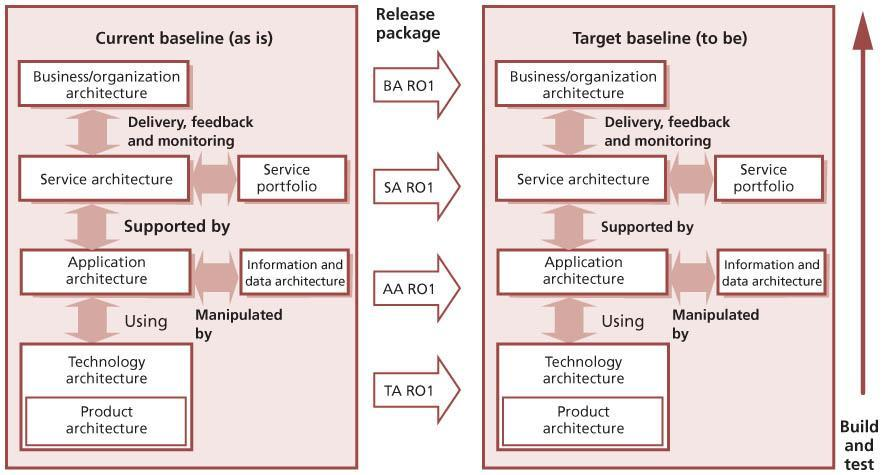 Current baseline (as is)
Business/organization
architecture
Delivery, feedback
and monitoring
Service architecture
Service
portfolio
Supported by
Application
architecture
Information and
data architecture
Using
Manipulated
by
Technology
architecture
Product
architecture
Release
package
BA RO1
SA RO1
AA RO1
TA RO1
Target baseline (to be)
Business/organization
architecture
Delivery, feedback
and monitoring
Service architecture
Service
portfolio
Supported by
Application
architecture
Information and
data architecture
Using
Manipulated
by
Technology
architecture
Product
architecture
Build
and
test